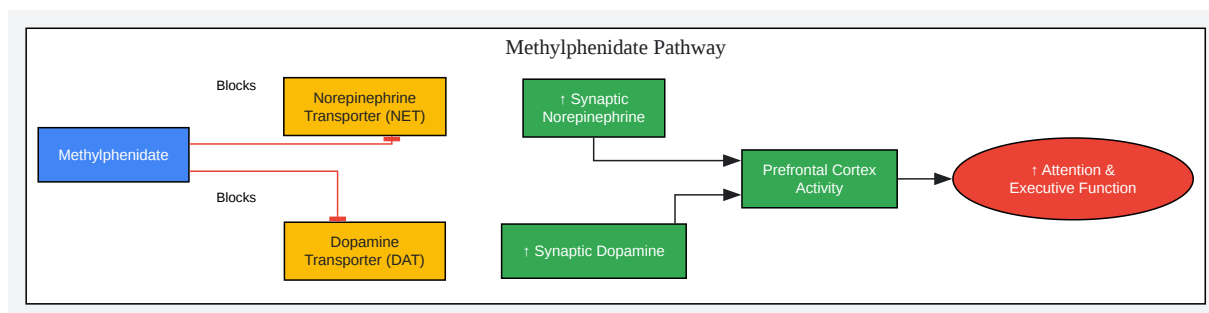 Methylphenidate Pathway
Blocks
Norepinephrine
Transporter (NET)
↑ Synaptic
Norepinephrine
Methylphenidate
Prefrontal Cortex
Activity
↑ Attention &
Executive Function
Blocks
Dopamine
Transporter (DAT)
↑ Synaptic Dopamine